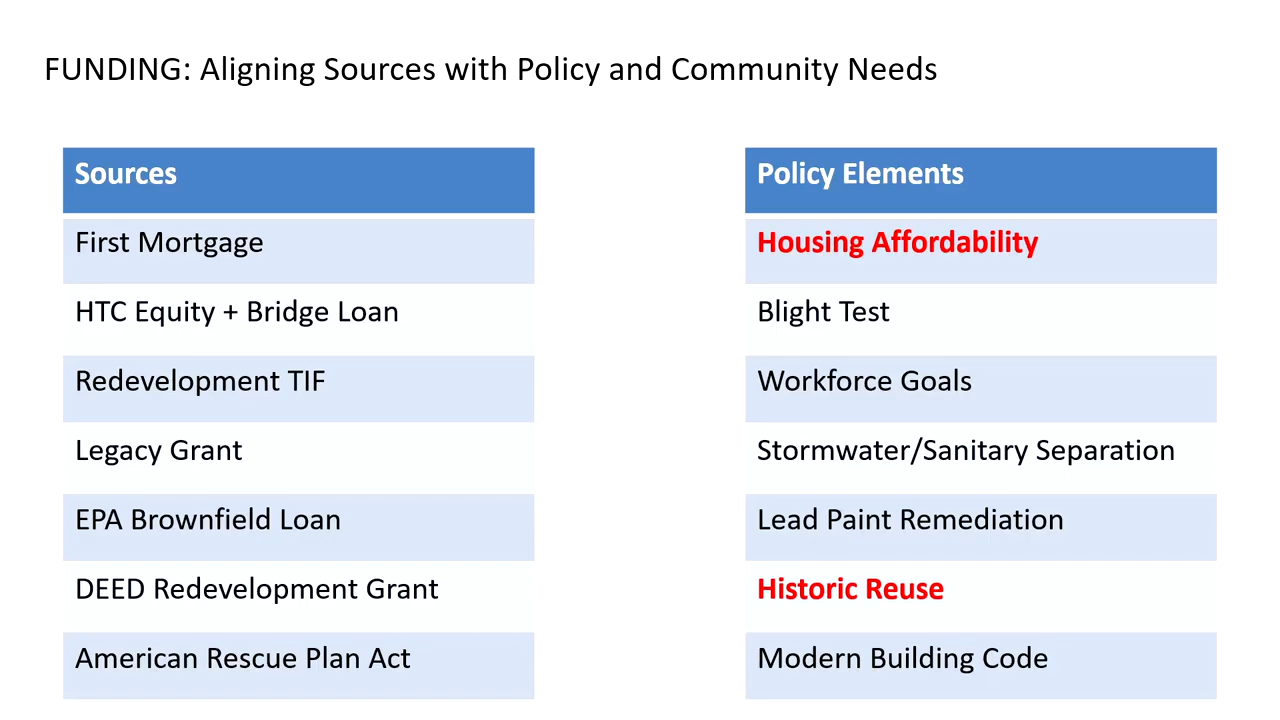 FUNDING: Aligning Sources with Policy and Community Needs
Sources
First Mortgage
HTC Equity + Bridge Loan
Redevelopment TIF
Legacy Grant
EPA Brownfield Loan
DEED Redevelopment Grant
American Rescue Plan Act
Policy Elements
Housing Affordability
Blight Test
Workforce Goals
Stormwater/Sanitary Separation
Lead Paint Remediation
Historic Reuse
Modern Building Code